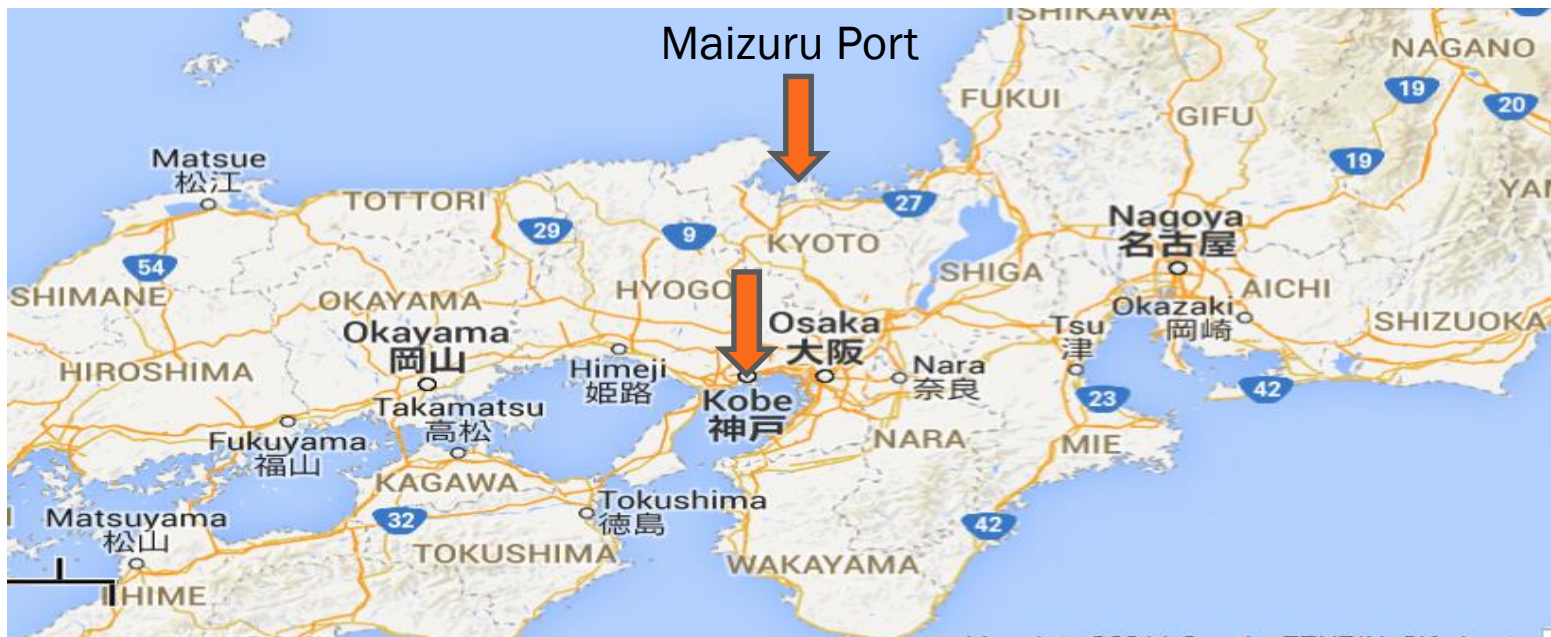 ISHIKAWA
Maizuru Port
NAGANO
19
20
FUKUI
GIFU
Matsue
松江
19
TOTTORI
27
29
9
KYOTO
Nagoya
名古屋
54
SHIGA
SHIMANE
OKAYAMA
HYOGO
AICHI
Okayama
岡山
Osaka
大阪
Tsu
津
Okazaki
岡崎
SHIZUOKA
HIROSHIMA
Himeji
姫路
Nara
奈良
42
Kobe
神戸
23
Takamatsu
高松
Fukuyama
福山
NARA
MIE
KAGAWA
Tokushima
徳島
Matsuyama
松山
32
42
TOKUSHIMA
WAKAYAMA